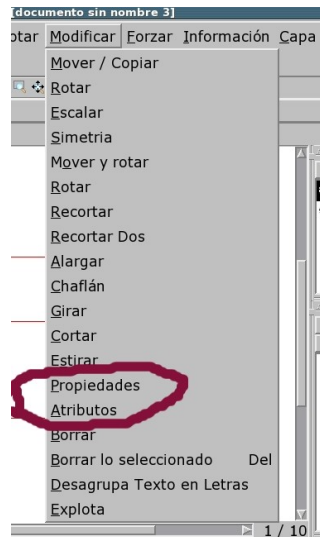 [documento sin nombre 3]
otar Modificar Forzar Información Capa
Mover / Copiar
Rotar
Escalar
Simetria
Mover y rotar
Rotar
Recortar
Recortar Dos
Alargar
Chaflán
Girar
Cortar
Estirar
Propiedades
Atributos
Borrar
Borrar lo seleccionado Del
Desagrupa Texto en Letras
Explota
1 / 10